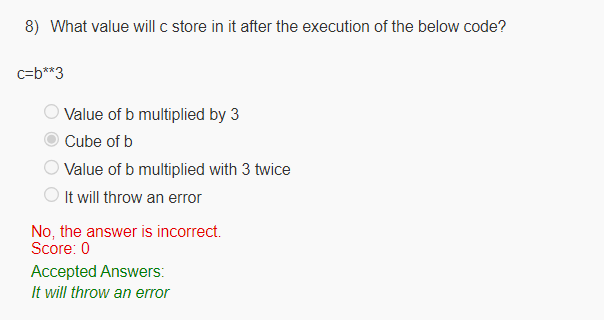 8) What value will c store in it after the execution of the below code?
c=b**3
Value of b multiplied by 3
Cube of b
Value of b multiplied with 3 twice
It will throw an error
No, the answer is incorrect.
Score: 0
Accepted Answers:
It will throw an error